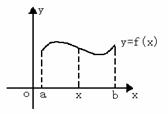 y
y=f(x)
o a x b x